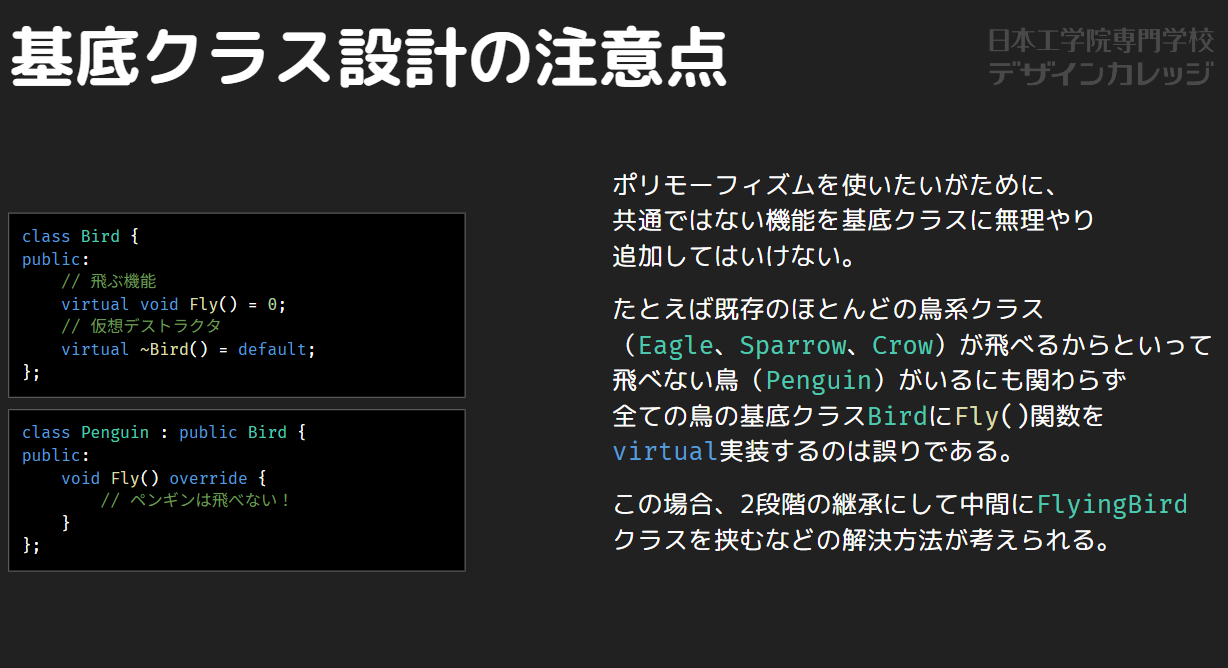 基底クラス設計の注意点
日本工学院専門学校
デザインカレッジ
class Bird {
public:
    // 飛ぶ機能
    virtual void Fly() = 0;
    // 仮想デストラクタ
    virtual ~Bird() = default;
};
class Penguin : public Bird {
public:
    void Fly() override {
        // ペンギンは飛べない！
    }
};
ポリモーフィズムを使いたいがために、
共通ではない機能を基底クラスに無理やり
追加してはいけない。
たとえば既存のほとんどの鳥系クラス
（Eagle、Sparrow、Crow）が飛べるからといって
飛べない鳥（Penguin）がいるにも関わらず
全ての鳥の基底クラスBirdにFly()関数を
virtual実装するのは誤りである。
この場合、2段階の継承にして中間にFlyingBird
クラスを挟むなどの解決方法が考えられる。